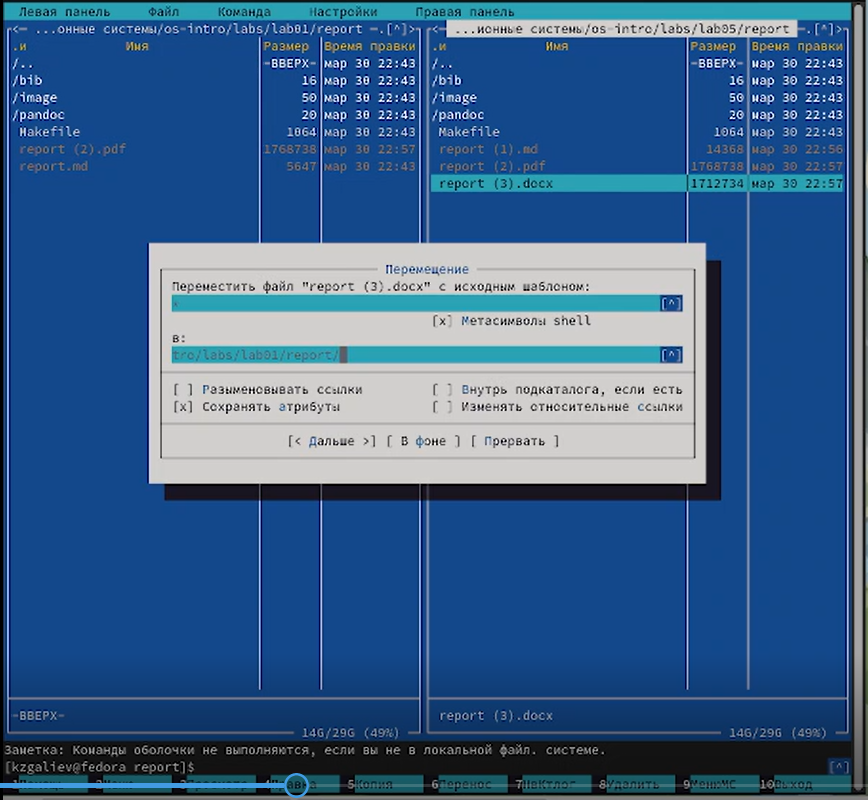 Левая панель Файл Команда Настройки Правая панель
<─ ...онные системы/os-intro/labs/lab01/report ─.[^]> <─ ...ионные системы/os-intro/labs/lab05/report ─.[^]>
.и Имя Размер Время правки .и Имя Размер Время правки
/.. -ВВЕРХ- мар 30 22:43 /.. -ВВЕРХ- мар 30 22:43
/bib 16 мар 30 22:43 /bib 16 мар 30 22:43
/image 50 мар 30 22:43 /image 50 мар 30 22:43
/pandoc 20 мар 30 22:43 /pandoc 20 мар 30 22:43
Makefile 1064 мар 30 22:43 Makefile 1064 мар 30 22:43
report (2).pdf 1768738 мар 30 22:57 report (1).md 14368 мар 30 22:56
report.md 5647 мар 30 22:43 report (2).pdf 1768738 мар 30 22:57
report (3).docx 1712734 мар 30 22:57
Перемещение
Переместить файл "report (3).docx" с исходным шаблоном:
* [^]
[x] Метасимволы shell
в:
tro/labs/lab01/report/ [^]
[ ] Разыменовывать ссылки [ ] Внутрь подкаталога, если есть
[x] Сохранять атрибуты [ ] Изменять относительные ссылки
[< Дальше >] [ В фоне ] [ Прервать ]
-ВВЕРХ- report (3).docx
14G/29G (49%) 14G/29G (49%)
Заметка: Команды оболочки не выполняются, если вы не в локальной файл. системе.
[kzgaliev@fedora report]$ [^]
5Копия 6Перенос 7НвКтлог 8Удалить 9МенюMC 10Выход